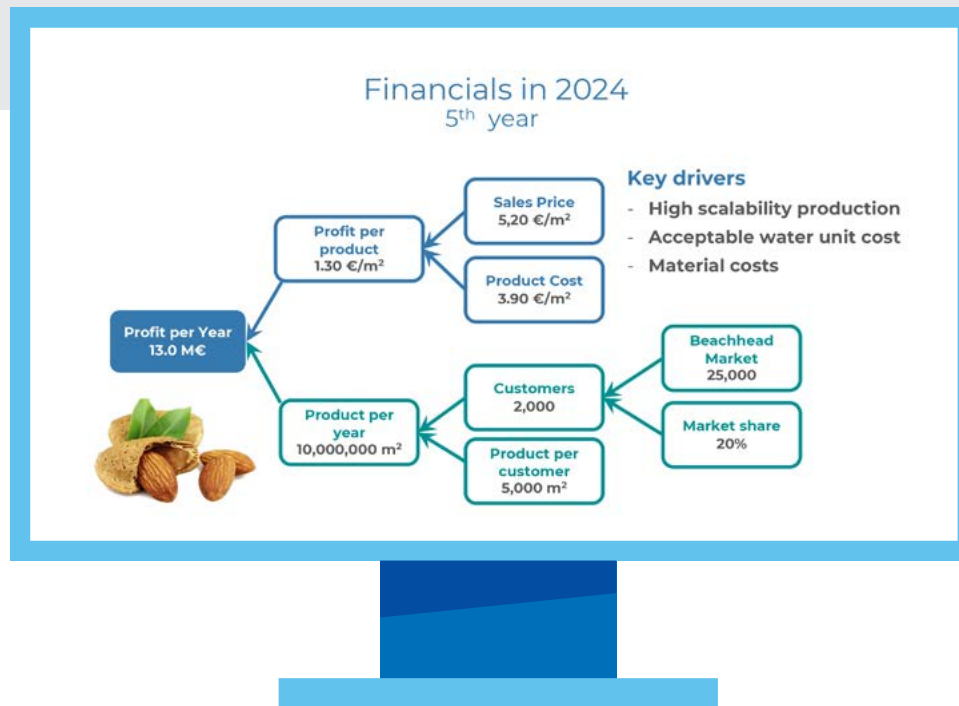 Financials in 2024
5th year
Key drivers
- High scalability production
- Acceptable water unit cost
- Material costs
Sales Price
5,20 €/m²
Profit per
product
1.30 €/m²
Product Cost
3.90 €/m²
Profit per Year
13.0 M€
Beachhead
Market
25,000
Customers
2,000
Product per
year
10,000,000 m²
Market share
20%
Product per
customer
5,000 m²